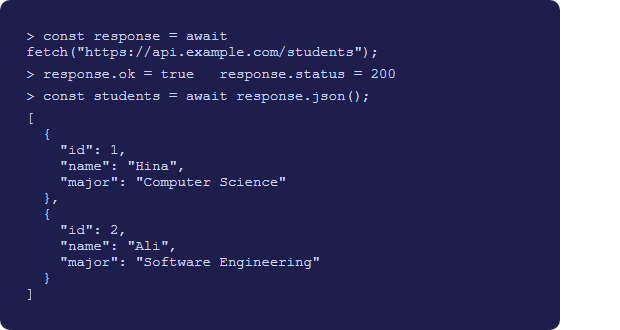 > const response = await
fetch("https://api.example.com/students");
> response.ok = true   response.status = 200
> const students = await response.json();
[
  {
    "id": 1,
    "name": "Hina",
    "major": "Computer Science"
  },
  {
    "id": 2,
    "name": "Ali",
    "major": "Software Engineering"
  }
]